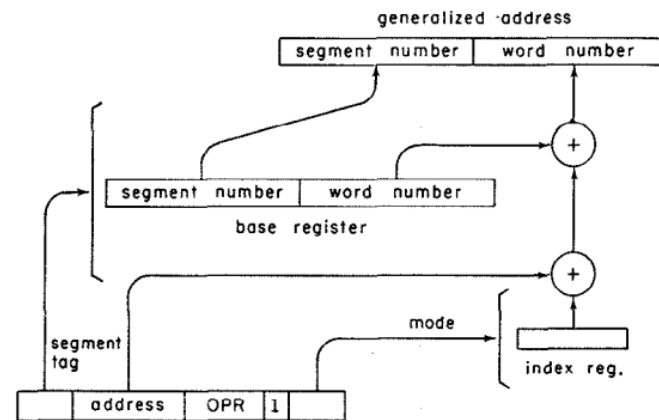 generalized address
segment number word number
segment number word number
base register
+
+
mode
segment
tag
index reg.
address OPR 1